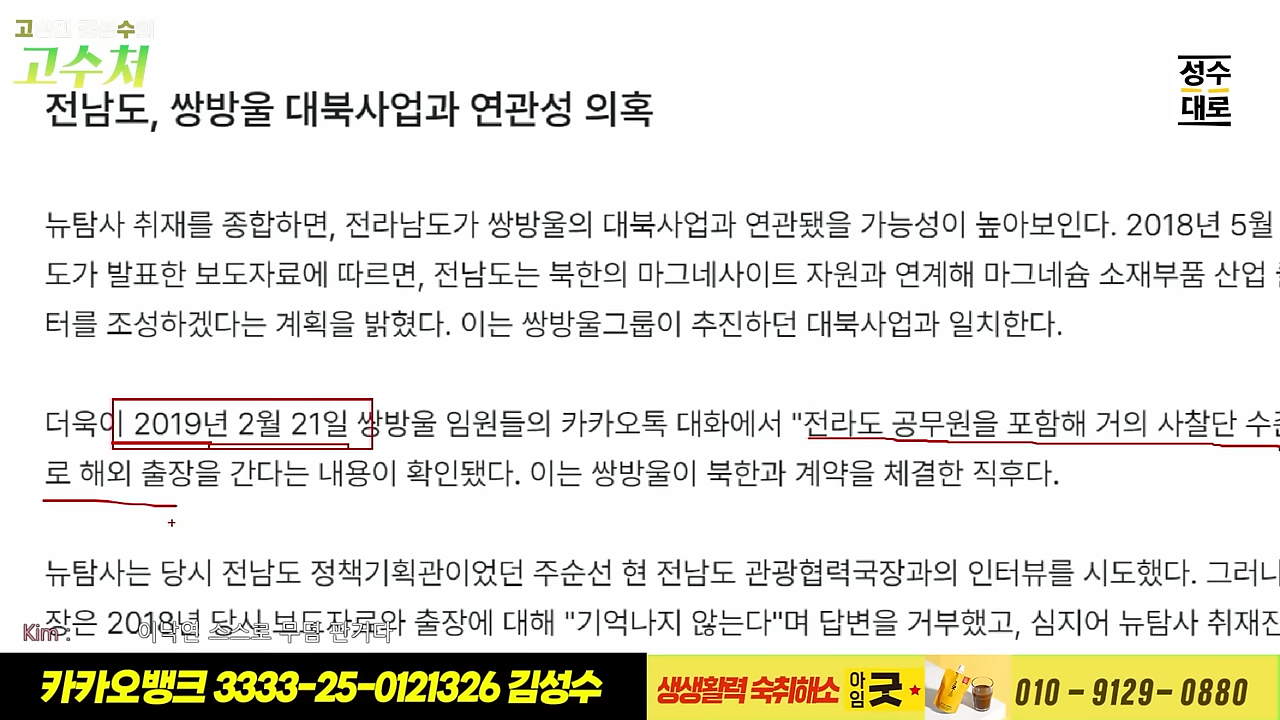 고수처
성수
대로
전남도, 쌍방울 대북사업과 연관성 의혹
뉴탐사 취재를 종합하면, 전라남도가 쌍방울의 대북사업과 연관됐을 가능성이 높아보인다. 2018년 5월
도가 발표한 보도자료에 따르면, 전남도는 북한의 마그네사이트 자원과 연계해 마그네슘 소재부품 산업
터를 조성하겠다는 계획을 밝혔다. 이는 쌍방울그룹이 추진하던 대북사업과 일치한다.
더욱이 2019년 2월 21일 쌍방울 임원들의 카카오톡 대화에서 "전라도 공무원을 포함해 거의 사찰단 수준
로 해외 출장을 간다는 내용이 확인됐다. 이는 쌍방울이 북한과 계약을 체결한 직후다.
뉴탐사는 당시 전남도 정책기획관이었던 주순선 현 전남도 관광협력국장과의 인터뷰를 시도했다. 그러나
장은 2018년 당시 보도자료와 출장에 대해 "기억나지 않는다"며 답변을 거부했고, 심지어 뉴탐사 취재진
Kim : 이낙연 스스로 무덤 판거다
카카오뱅크 3333-25-0121326 김성수
생생활력 숙취해소 아임 굿 010 - 9129 - 0880